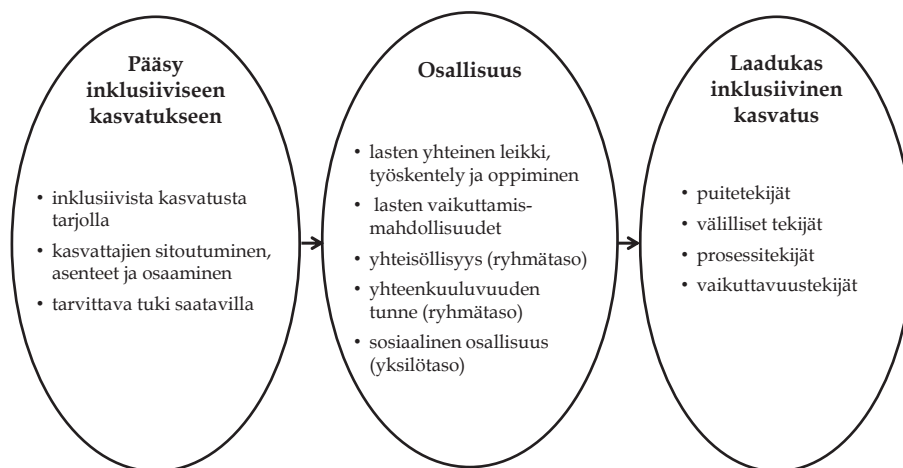 Pääsy
inklusiiviseen
kasvatukseen
• inklusiivista kasvatusta
tarjolla
• kasvattajien sitoutuminen,
asenteet ja osaaminen
• tarvittava tuki saatavilla
Osallisuus
• lasten yhteinen leikki,
työskentely ja oppiminen
• lasten vaikuttamis-
mahdollisuudet
• yhteisöllisyys (ryhmätaso)
• yhteenkuuluvuuden
tunne (ryhmätaso)
• sosiaalinen osallisuus
(yksilötaso)
Laadukas
inklusiivinen
kasvatus
• puitetekijät
• välilliset tekijät
• prosessitekijät
• vaikuttavuustekijät